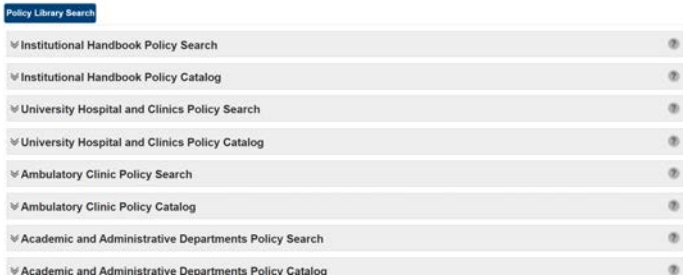 Policy Library Search
Institutional Handbook Policy Search
Institutional Handbook Policy Catalog
University Hospital and Clinics Policy Search
University Hospital and Clinics Policy Catalog
Ambulatory Clinic Policy Search
Ambulatory Clinic Policy Catalog
Academic and Administrative Departments Policy Search
Academic and Administrative Departments Policy Catalog